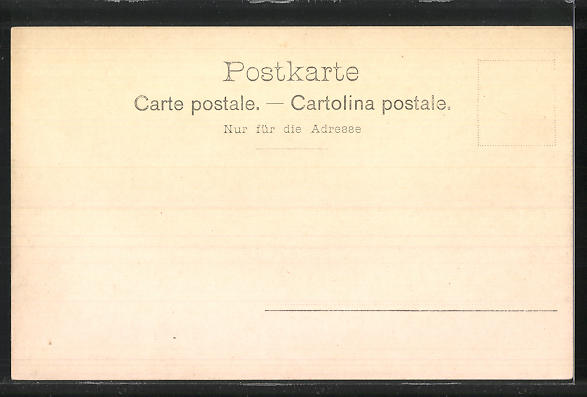 Postkarte
Carte postale. — Cartolina postale.
Nur für die Adresse